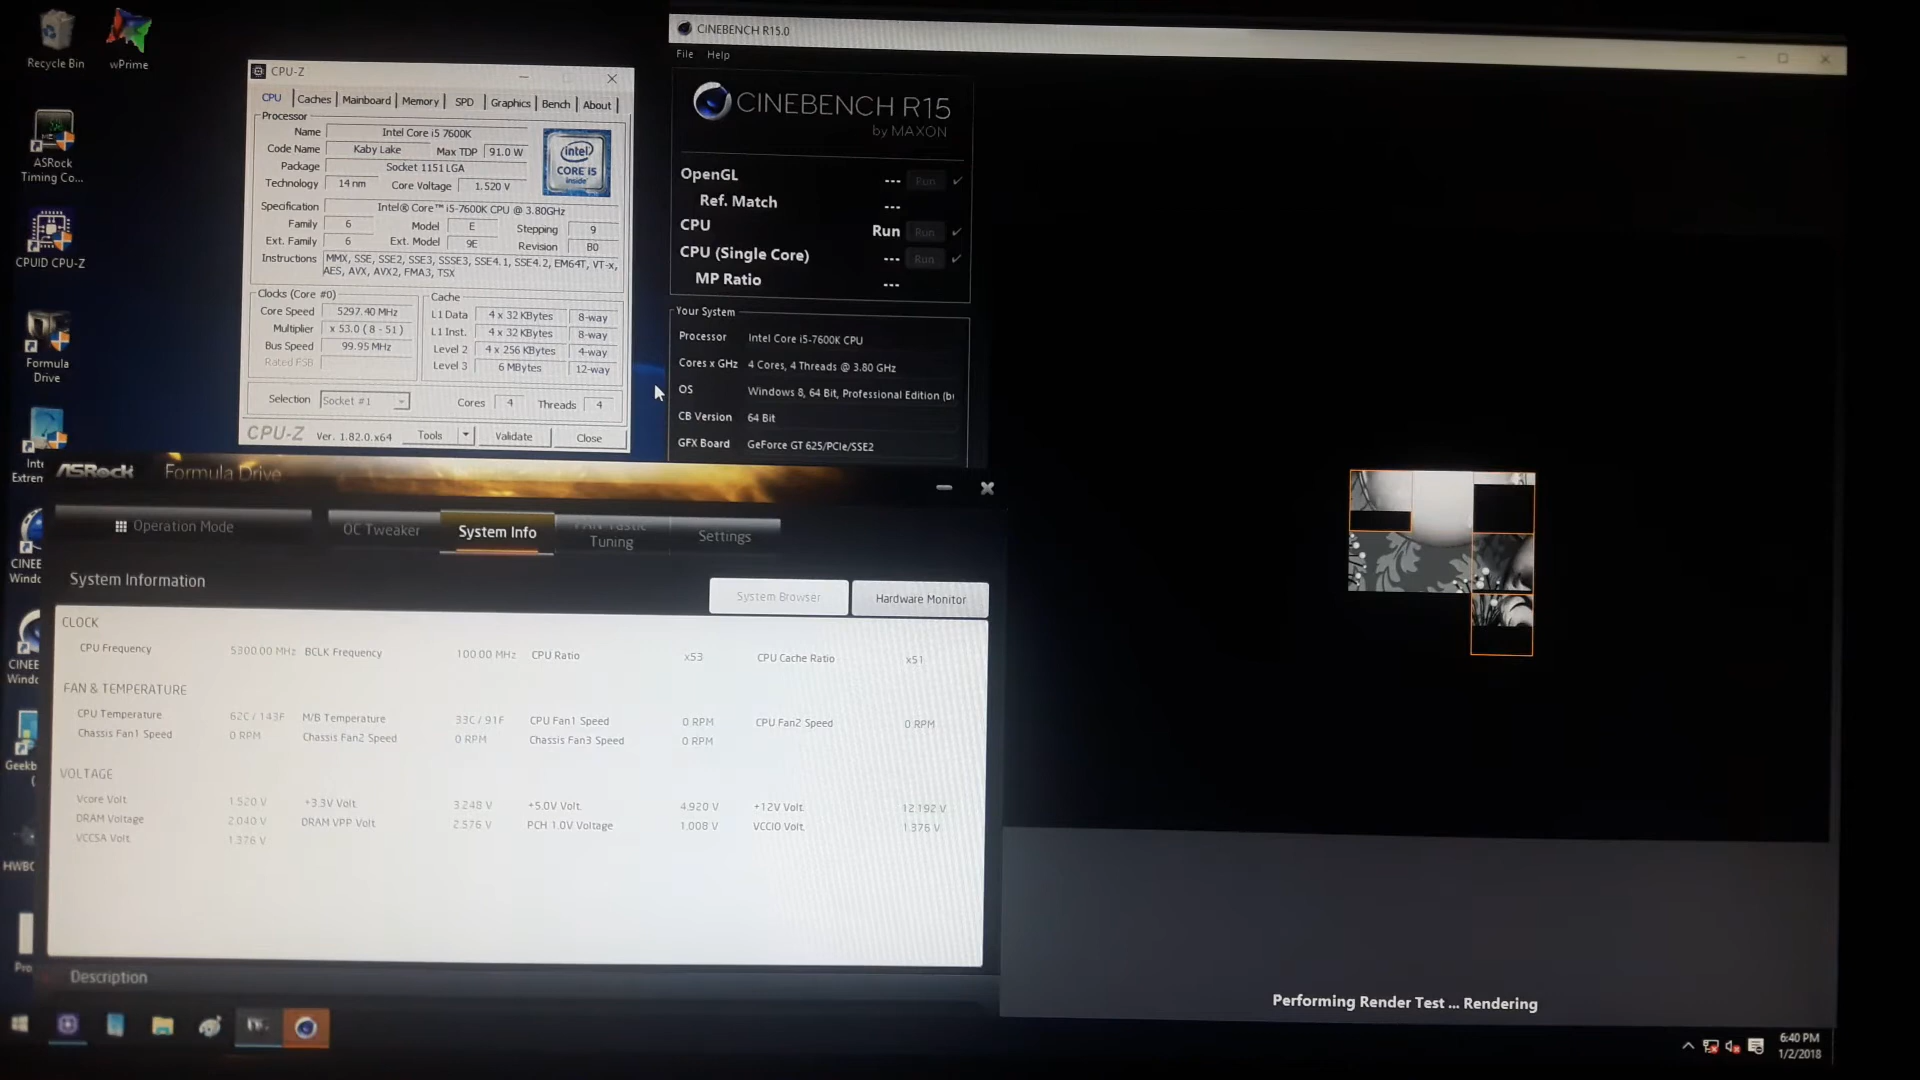 Recycle Bin
wPrime
ASRock
Timing Co...
CPUID CPU-Z
Formula
Drive
Inte
Extren
CINEE
Windo
CINEE
Windo
Geekb
(
HWBC
Pro
CPU-Z
CPU Caches Mainboard Memory SPD Graphics Bench About
Processor
Name Intel Core i5 7600K
Code Name Kaby Lake Max TDP 91.0 W
Package Socket 1151 LGA
Technology 14 nm Core Voltage 1.520 V
intel
CORE i5
inside
Specification Intel® Core™ i5-7600K CPU @ 3.80GHz
Family 6 Model E Stepping 9
Ext. Family 6 Ext. Model 9E Revision B0
Instructions MMX, SSE, SSE2, SSE3, SSSE3, SSE4.1, SSE4.2, EM64T, VT-x,
AES, AVX, AVX2, FMA3, TSX
Clocks (Core #0)
Core Speed 5297.40 MHz
Multiplier x 53.0 ( 8 - 51 )
Bus Speed 99.95 MHz
Rated FSB
Cache
L1 Data 4 x 32 KBytes 8-way
L1 Inst. 4 x 32 KBytes 8-way
Level 2 4 x 256 KBytes 4-way
Level 3 6 MBytes 12-way
Selection Socket #1 Cores 4 Threads 4
CPU-Z Ver. 1.82.0.x64 Tools Validate Close
CINEBENCH R15.0
File Help
CINEBENCH R15
by MAXON
OpenGL --- Run
Ref. Match ---
CPU Run Run
CPU (Single Core) --- Run
MP Ratio ---
Your System
Processor Intel Core i5-7600K CPU
Cores x GHz 4 Cores, 4 Threads @ 3.80 GHz
OS Windows 8, 64 Bit, Professional Edition (bu
CB Version 64 Bit
GFX Board GeForce GT 625/PCIe/SSE2
ASRock Formula Drive
Operation Mode OC Tweaker System Info FAN-Tastic Tuning Settings
System Information
System Browser Hardware Monitor
CLOCK
CPU Frequency 5300.00 MHz BCLK Frequency 100.00 MHz CPU Ratio x53 CPU Cache Ratio x51
FAN & TEMPERATURE
CPU Temperature 62C / 143F M/B Temperature 33C / 91F CPU Fan1 Speed 0 RPM CPU Fan2 Speed 0 RPM
Chassis Fan1 Speed 0 RPM Chassis Fan2 Speed 0 RPM Chassis Fan3 Speed 0 RPM
VOLTAGE
Vcore Volt. 1.520 V +3.3V Volt. 3.248 V +5.0V Volt. 4.920 V +12V Volt. 12.192 V
DRAM Voltage 2.040 V DRAM VPP Volt 2.576 V PCH 1.0V Voltage 1.008 V VCCIO Volt. 1.376 V
VCCSA Volt. 1.376 V
Description
Performing Render Test ... Rendering
6:40 PM
1/2/2018